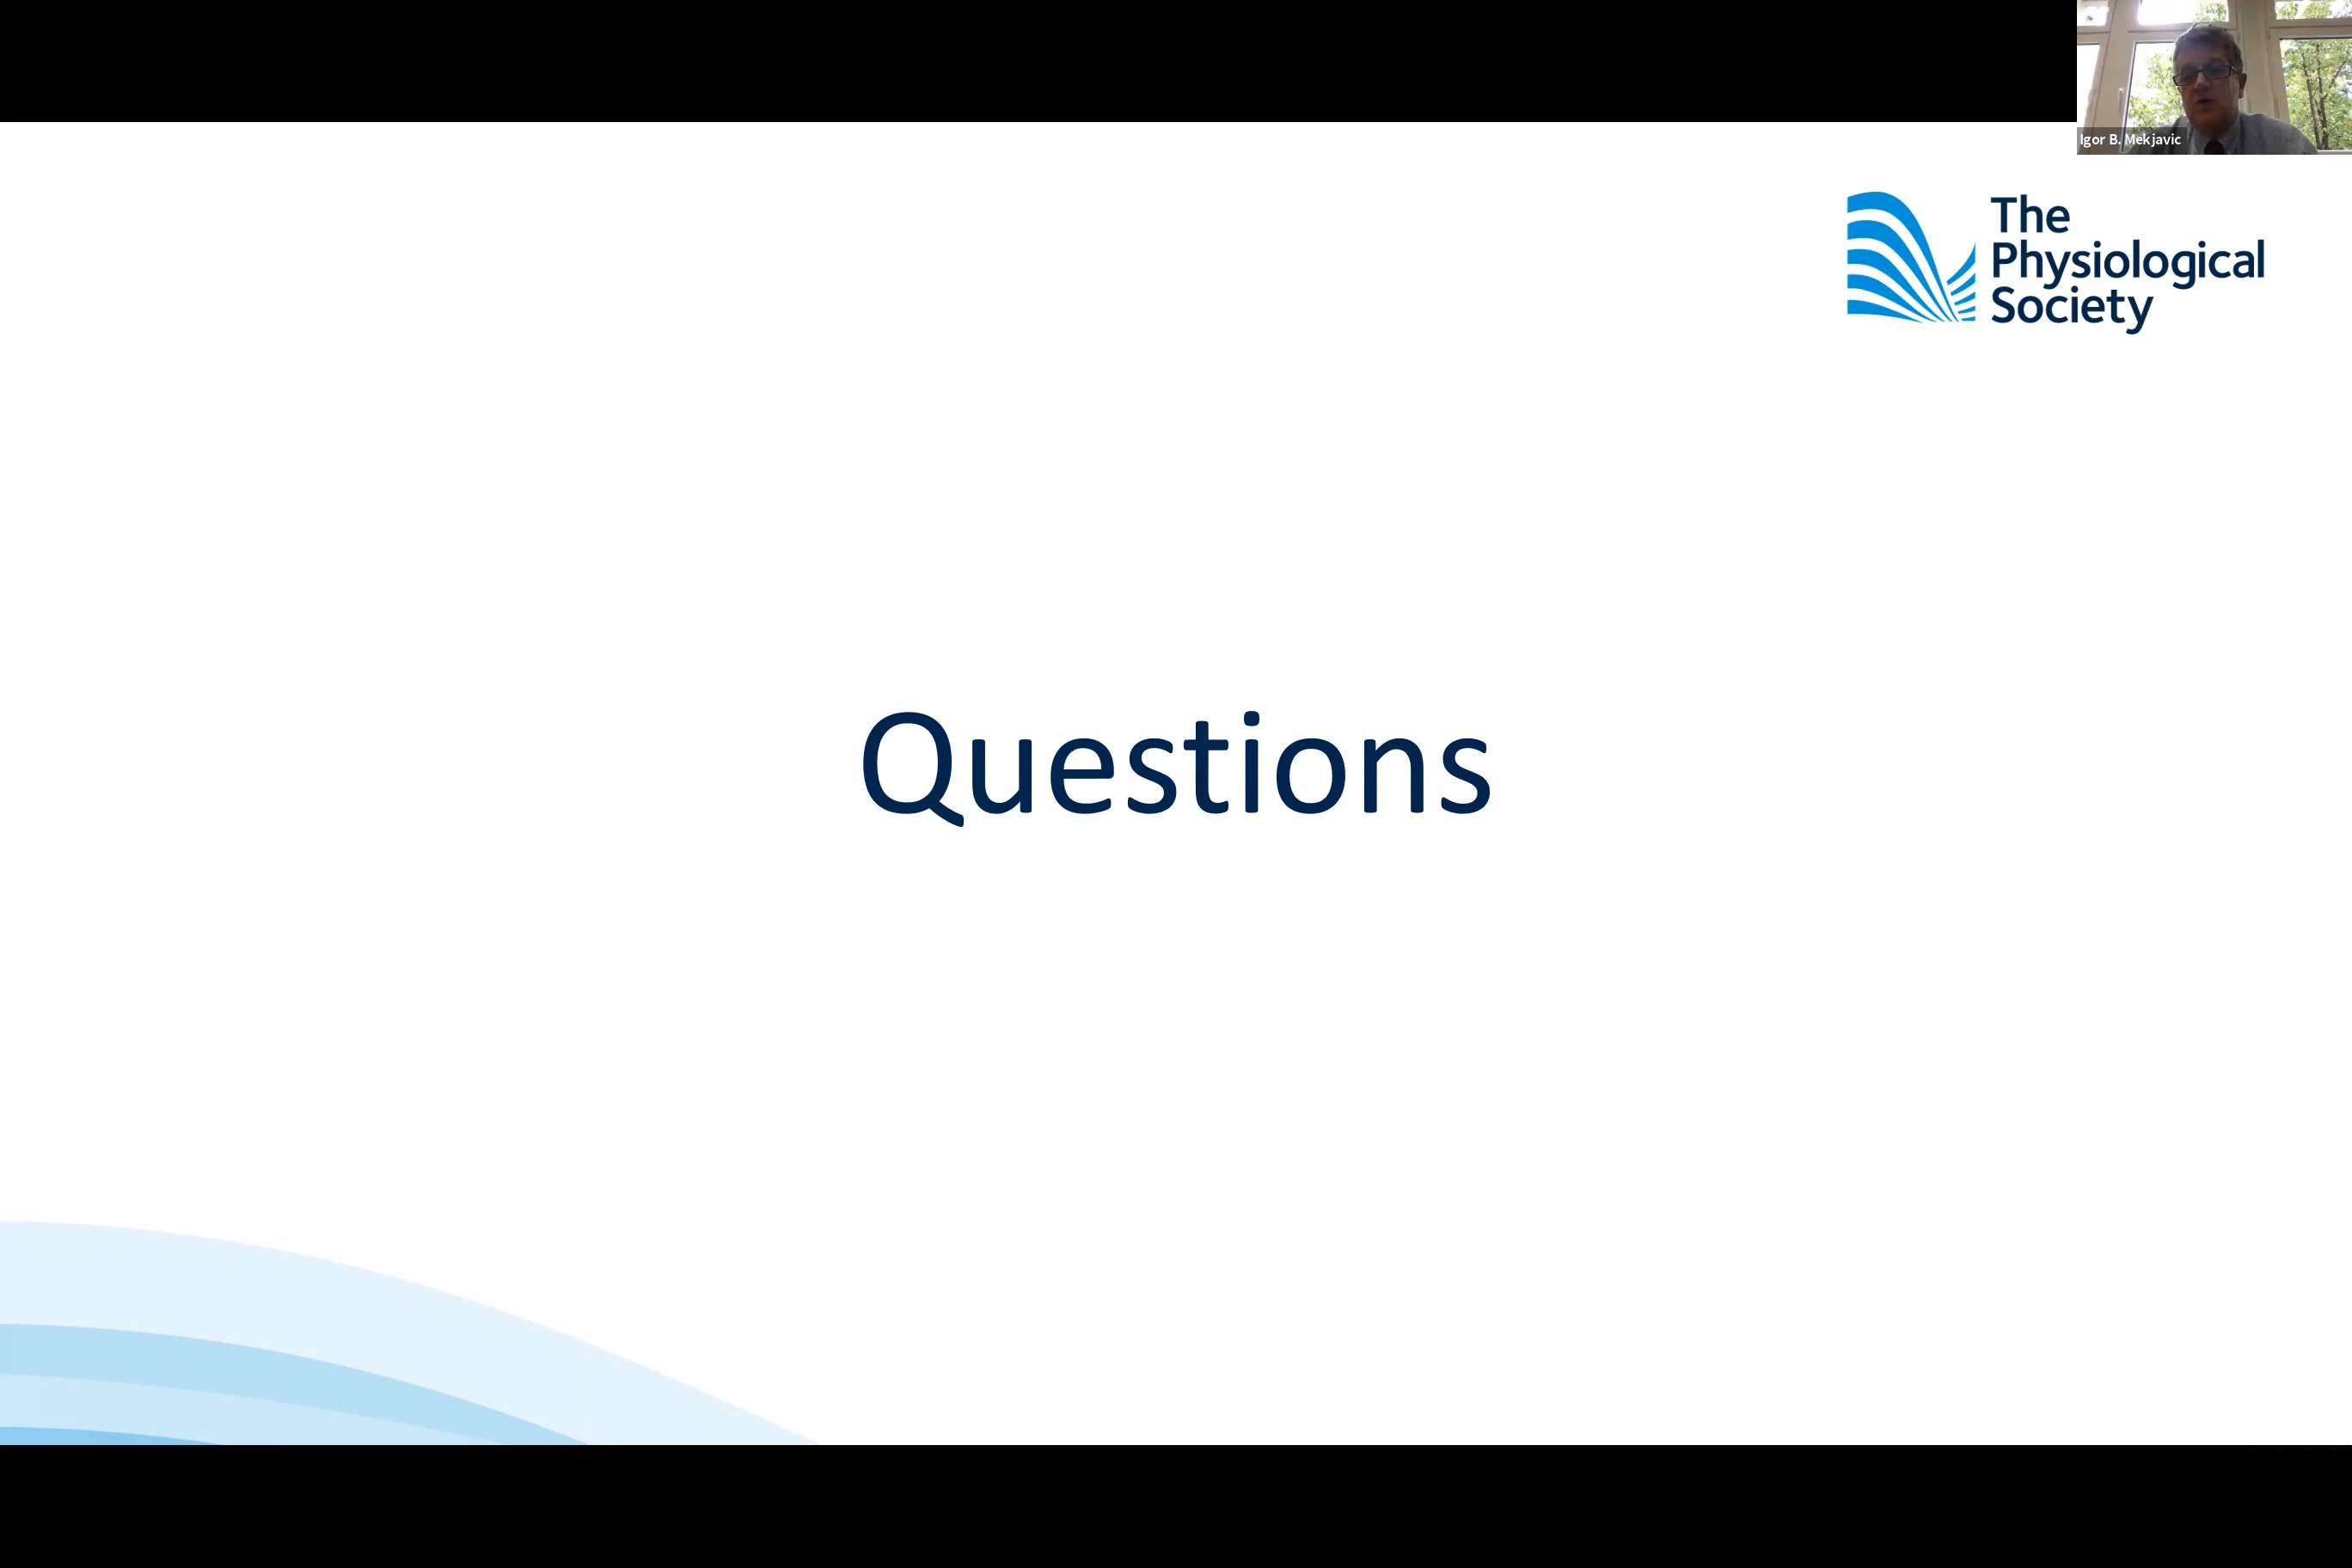 Igor B. Mekjavic
The
Physiological
Society
Questions